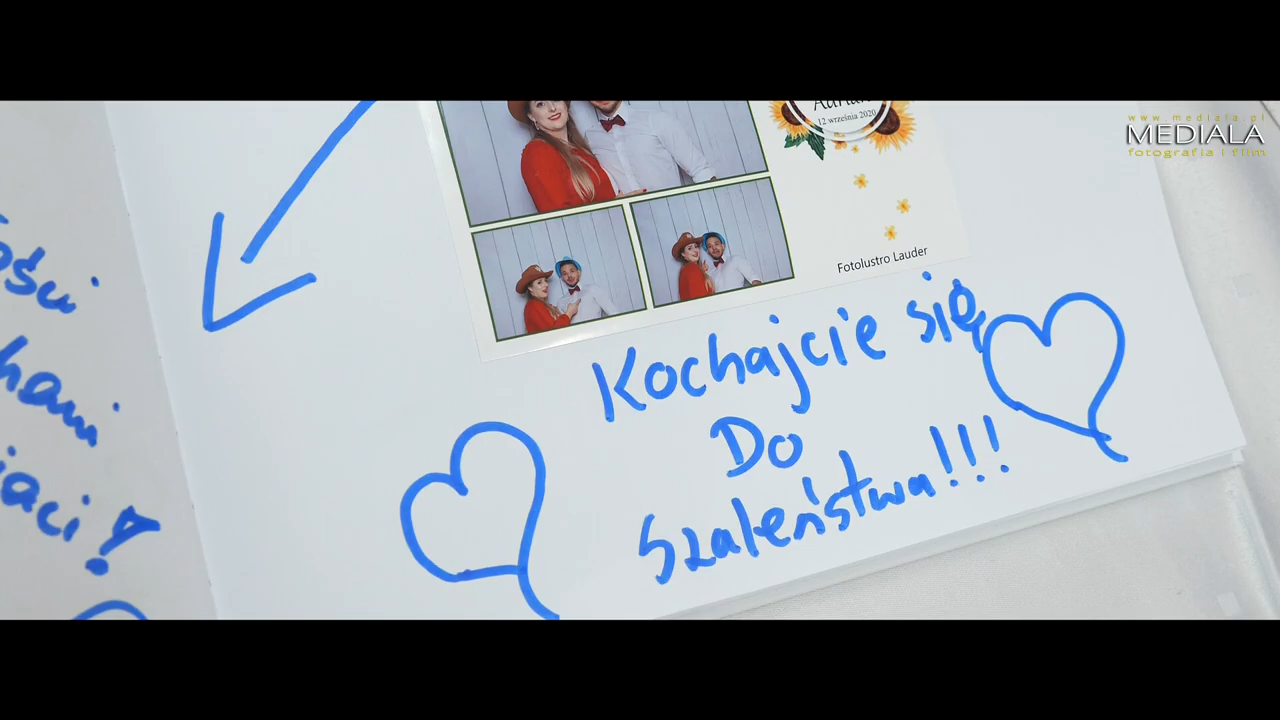 www.mediala.pl
MEDIALA
fotografia i film
12 września 2020
Fotolustro Lauder
Kochajcie się
Do
Szaleństwa!!!